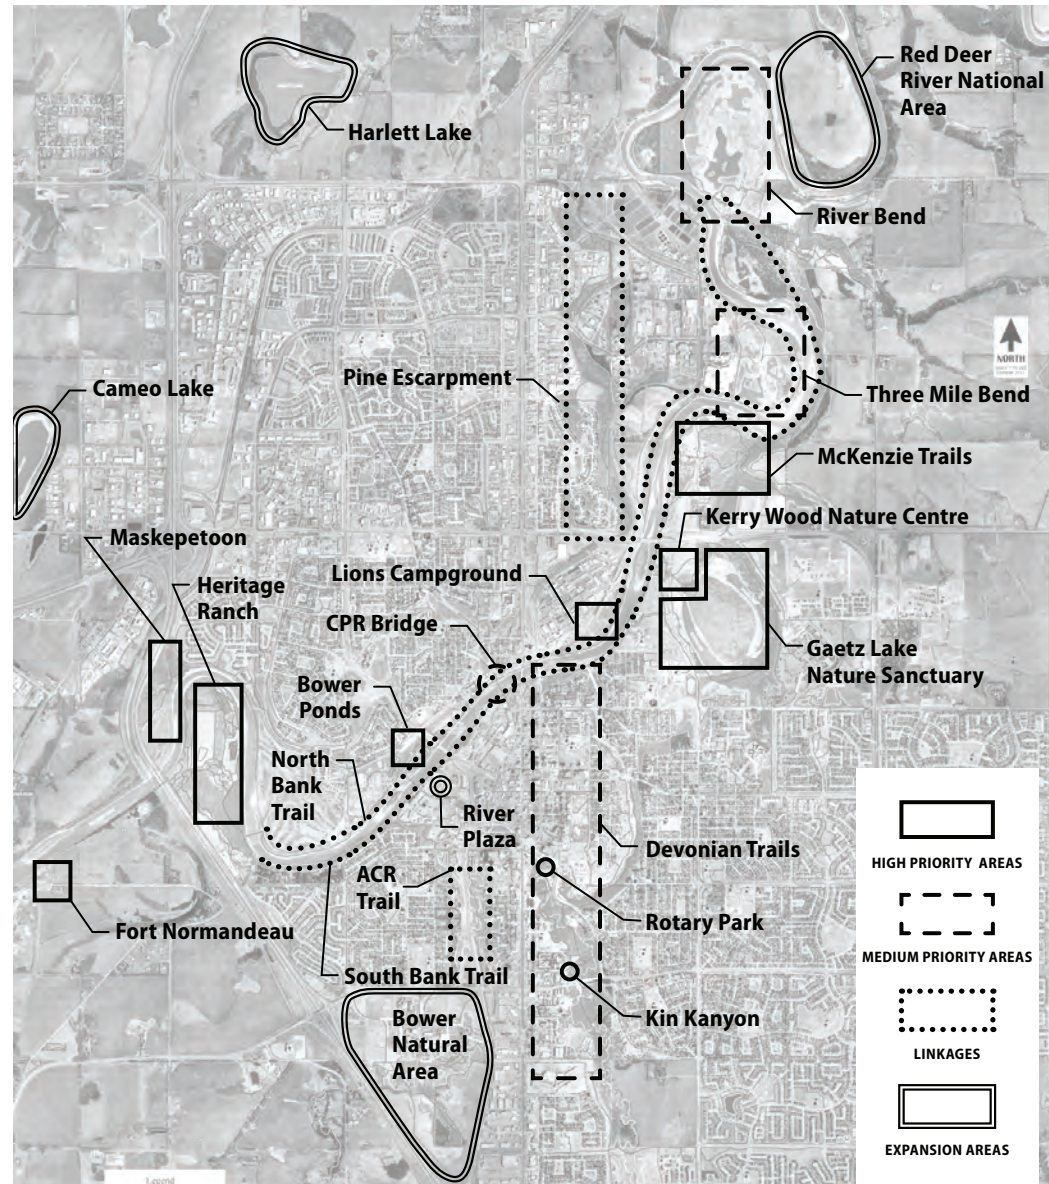 Red Deer
River National
Area
Harlett Lake
River Bend
Pine Escarpment
NORTH
Cameo Lake
Three Mile Bend
McKenzie Trails
Kerry Wood Nature Centre
Maskepetoon
Lions Campground
Heritage
Ranch
CPR Bridge
Gaetz Lake
Nature Sanctuary
Bower
Ponds
North
Bank
Trail
River
Plaza
Devonian Trails
ACR
Trail
Rotary Park
Fort Normandeau
South Bank Trail
Kin Kanyon
Bower
Natural
Area
HIGH PRIORITY AREAS
MEDIUM PRIORITY AREAS
LINKAGES
EXPANSION AREAS
Legend